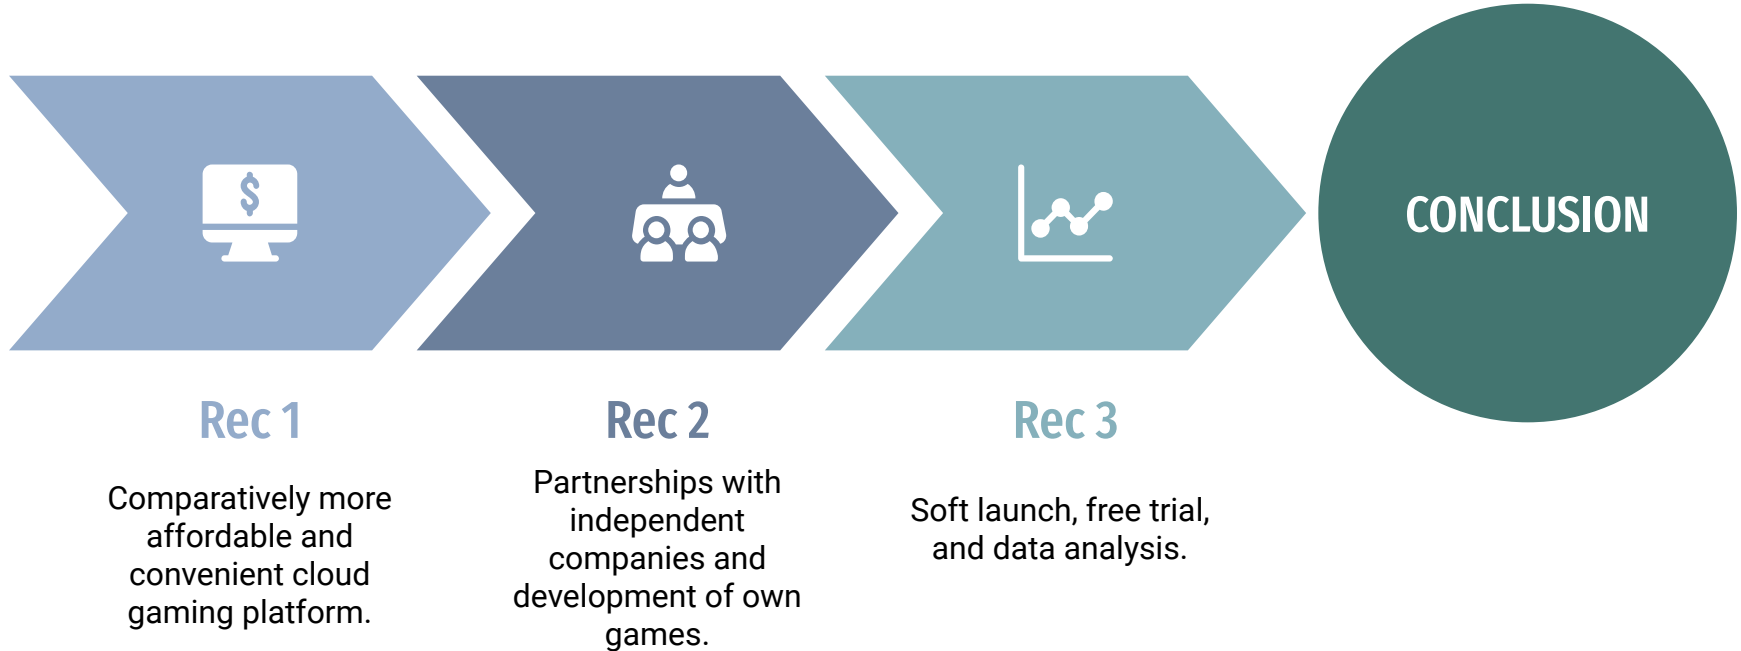 $
CONCLUSION
Rec 1
Comparatively more
affordable and
convenient cloud
gaming platform.
Rec 2
Partnerships with
independent
companies and
development of own
games.
Rec 3
Soft launch, free trial,
and data analysis.